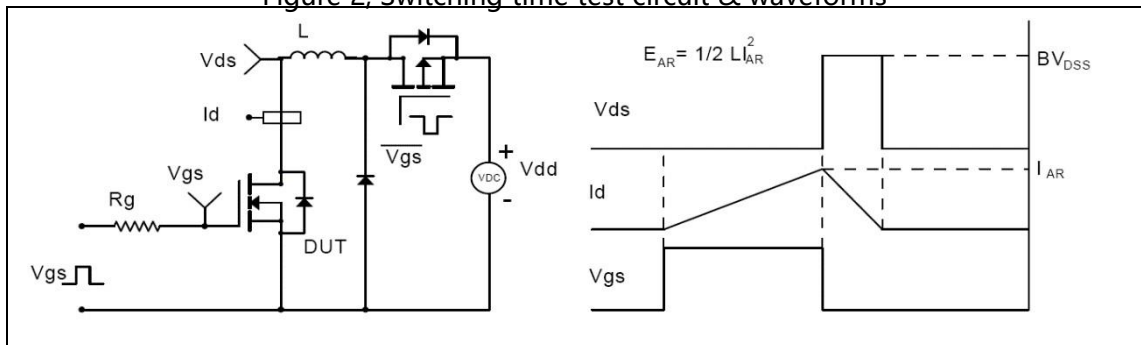 Figure 2, Switching time test circuit & waveforms
L
Vds
Id
Vgs
Vgs
Rg
DUT
Vgs
+
VDC
Vdd
-
E_AR = 1/2 LI_AR^2
BV_DSS
Vds
I_AR
Id
Vgs